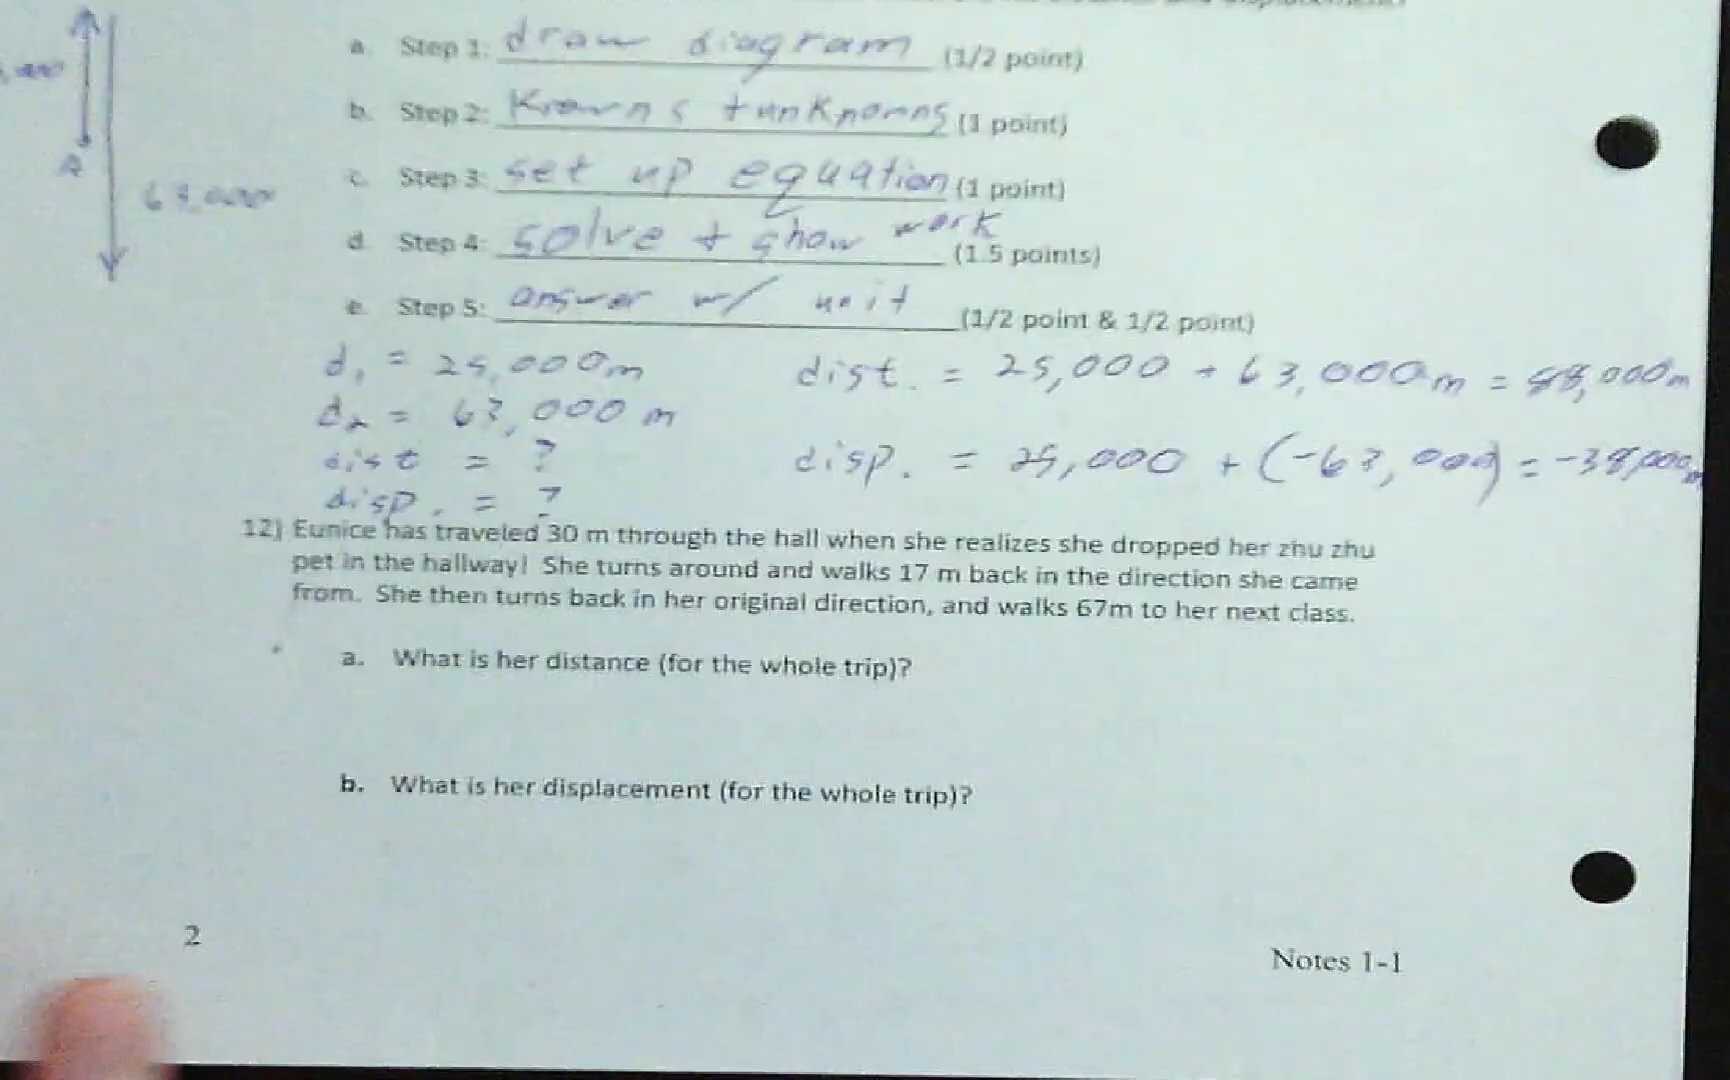 a. Step 1: draw diagram (1/2 point)
b. Step 2: Knowns + unknowns (1 point)
c. Step 3: set up equation (1 point)
63,000
d. Step 4: solve + show work (1.5 points)
e. Step 5: answer w/ unit (1/2 point & 1/2 point)
d₁ = 25,000m dist. = 25,000 + 63,000m = 88,000m
d₂ = 63,000 m
dist = ? disp. = 25,000 + (-63,000) = -38,000m
disp. = ?
12) Eunice has traveled 30 m through the hall when she realizes she dropped her zhu zhu
pet in the hallway! She turns around and walks 17 m back in the direction she came
from. She then turns back in her original direction, and walks 67m to her next class.
a. What is her distance (for the whole trip)?
b. What is her displacement (for the whole trip)?
2
Notes 1-1